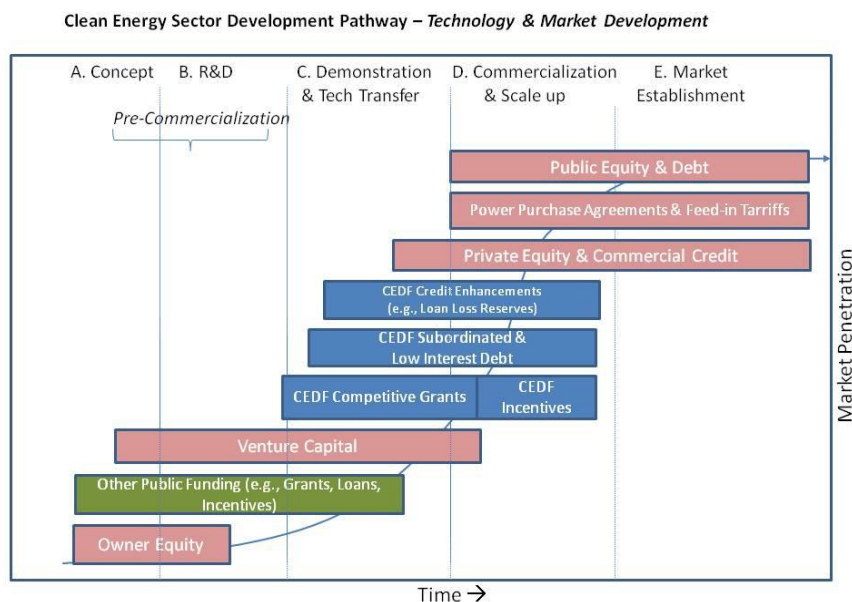 Clean Energy Sector Development Pathway – Technology & Market Development
A. Concept
B. R&D
C. Demonstration
& Tech Transfer
D. Commercialization
& Scale up
E. Market
Establishment
Pre-Commercialization
Public Equity & Debt
Power Purchase Agreements & Feed-in Tarriffs
Private Equity & Commercial Credit
CEDF Credit Enhancements
(e.g., Loan Loss Reserves)
CEDF Subordinated &
Low Interest Debt
CEDF Competitive Grants
CEDF
Incentives
Venture Capital
Other Public Funding (e.g., Grants, Loans,
Incentives)
Owner Equity
Market Penetration
Time →